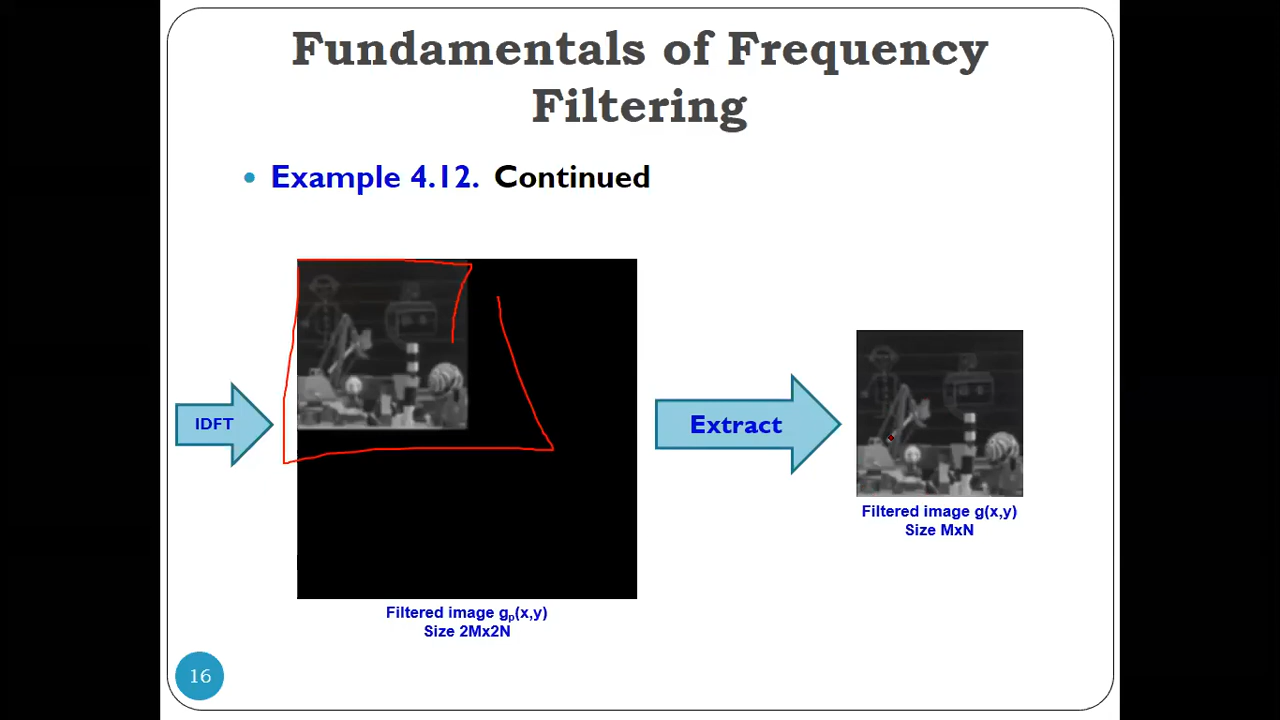 Fundamentals of Frequency
Filtering
• Example 4.12. Continued
IDFT
Extract
Filtered image gₚ(x,y)
Size 2Mx2N
Filtered image g(x,y)
Size MxN
16